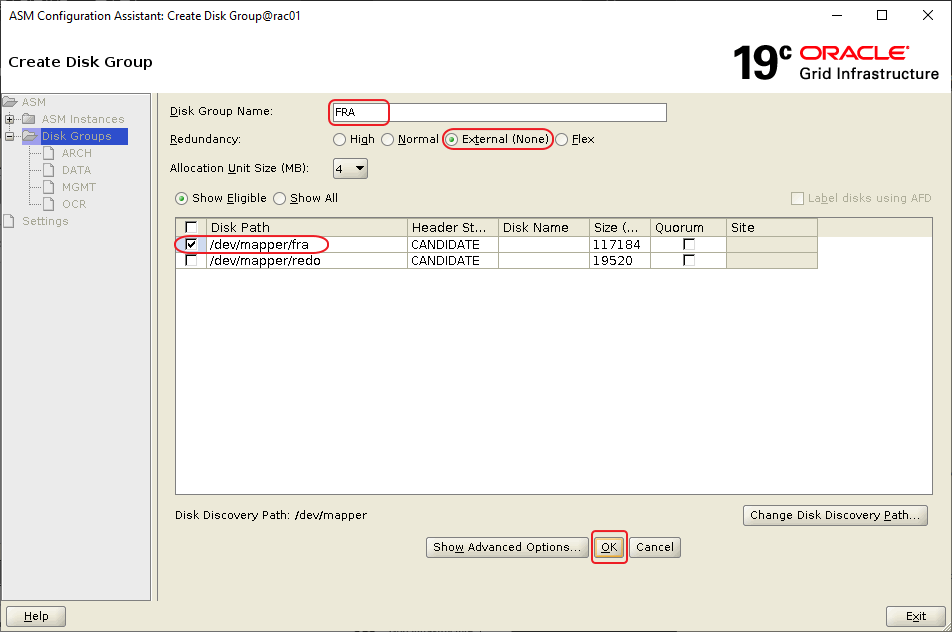 ASM Configuration Assistant: Create Disk Group@rac01
Create Disk Group
19c ORACLE
Grid Infrastructure
ASM
ASM Instances
Disk Groups
ARCH
DATA
MGMT
OCR
Settings
Disk Group Name: FRA
Redundancy: High Normal External (None) Flex
Allocation Unit Size (MB): 4
Show Eligible Show All Label disks using AFD
Disk Path Header St... Disk Name Size (... Quorum Site
/dev/mapper/fra CANDIDATE 117184
/dev/mapper/redo CANDIDATE 19520
Disk Discovery Path: /dev/mapper Change Disk Discovery Path...
Show Advanced Options... OK Cancel
Help Exit